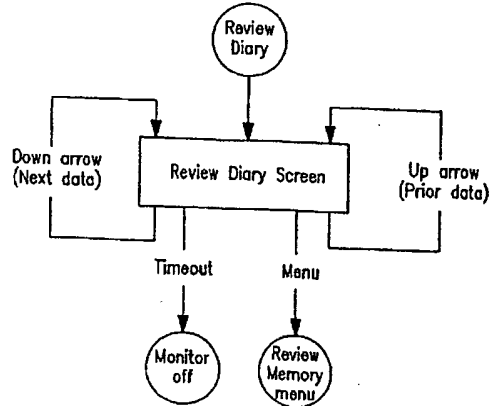 Review
Diary
Down arrow
(Next data)
Review Diary Screen
Up arrow
(Prior data)
Timeout
Menu
Monitor
off
Review
Memory
menu